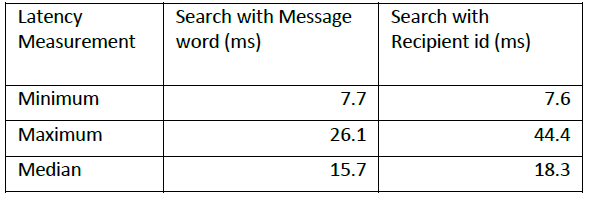 Latency Measurement | Search with Message word (ms) | Search with Recipient id (ms)
Minimum | 7.7 | 7.6
Maximum | 26.1 | 44.4
Median | 15.7 | 18.3